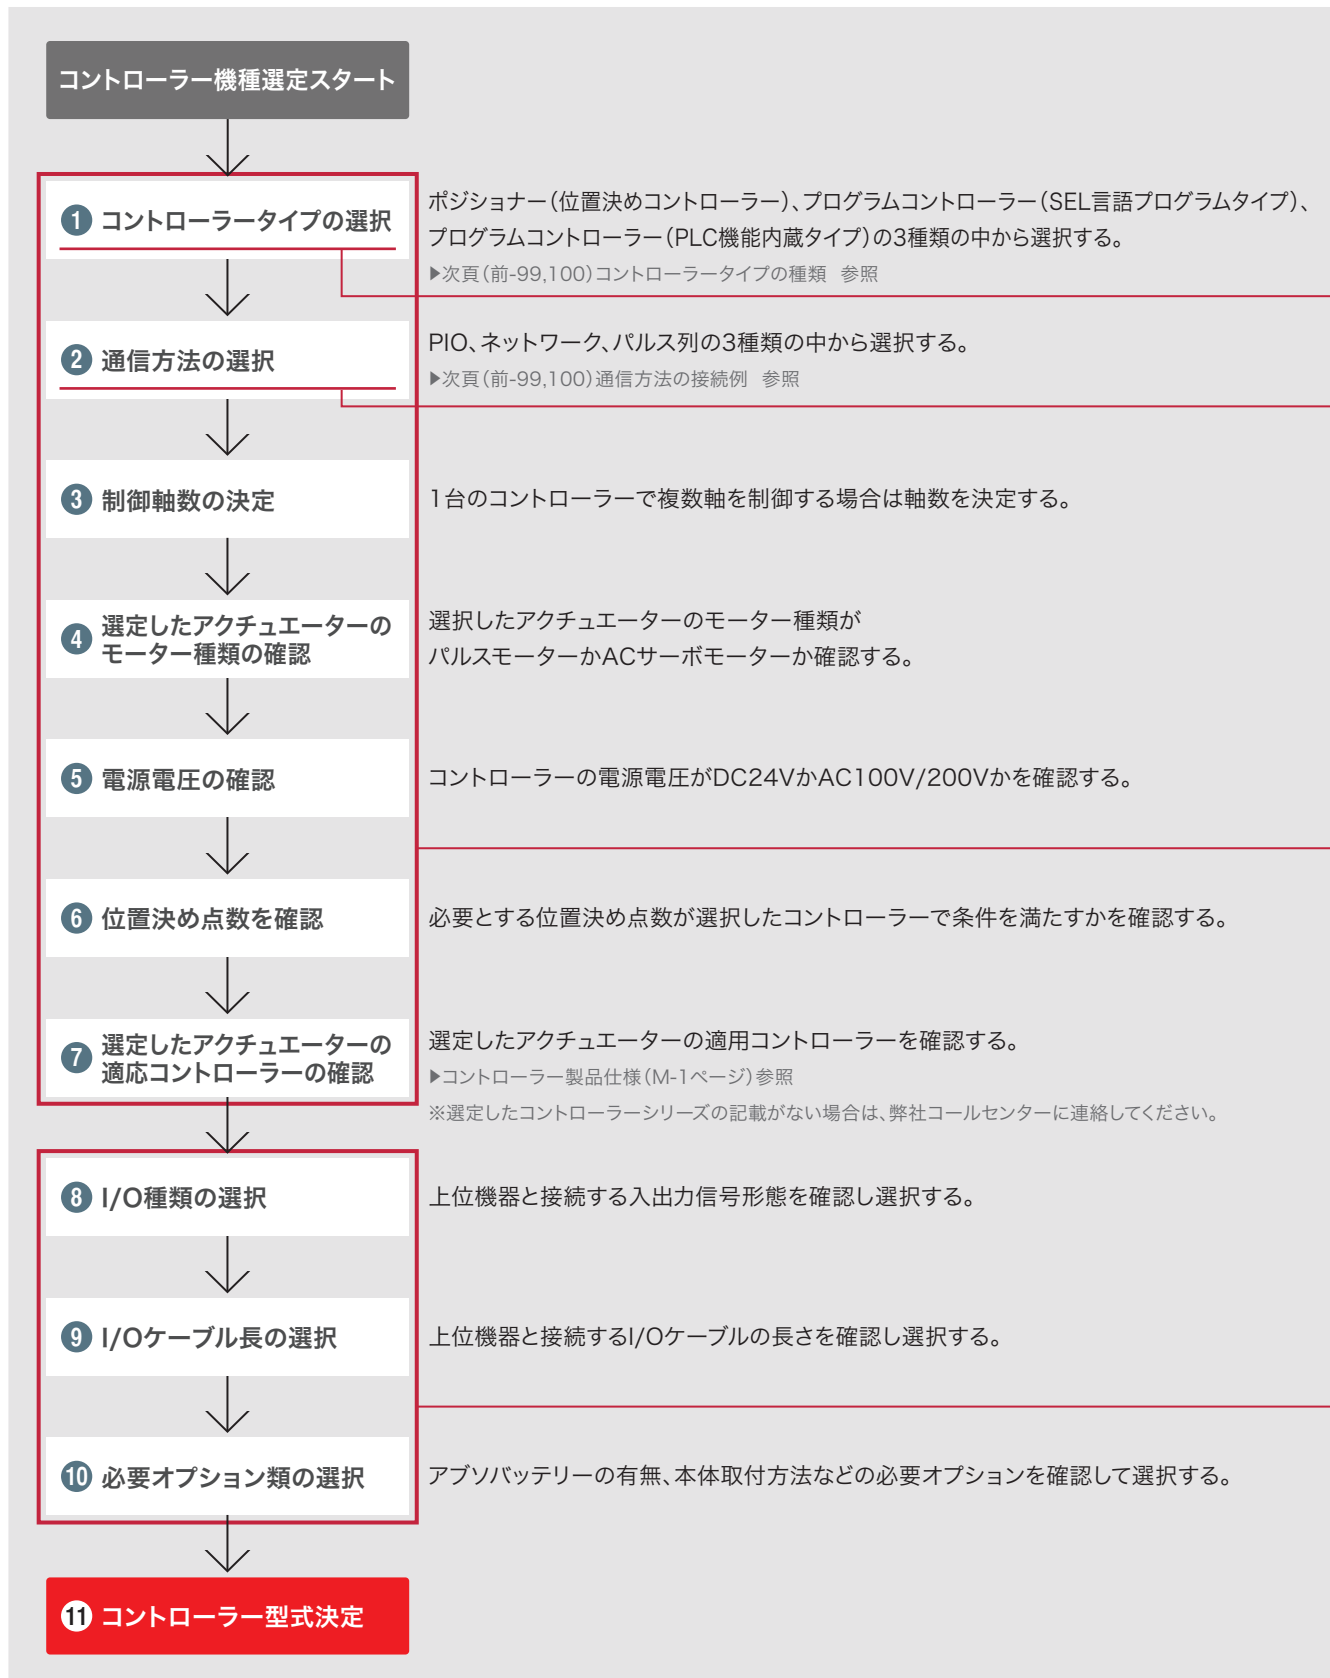 コントローラー機種選定スタート
1 コントローラータイプの選択
ポジショナー（位置決めコントローラー）、プログラムコントローラー（SEL言語プログラムタイプ）、
プログラムコントローラー（PLC機能内蔵タイプ）の3種類の中から選択する。
▶次頁（前-99,100）コントローラータイプの種類 参照
2 通信方法の選択
PIO、ネットワーク、パルス列の3種類の中から選択する。
▶次頁（前-99,100）通信方法の接続例 参照
3 制御軸数の決定
1台のコントローラーで複数軸を制御する場合は軸数を決定する。
4 選定したアクチュエーターの
モーター種類の確認
選択したアクチュエーターのモーター種類が
パルスモーターかACサーボモーターか確認する。
5 電源電圧の確認
コントローラーの電源電圧がDC24VかAC100V/200Vかを確認する。
6 位置決め点数を確認
必要とする位置決め点数が選択したコントローラーで条件を満たすかを確認する。
7 選定したアクチュエーターの
適応コントローラーの確認
選定したアクチュエーターの適用コントローラーを確認する。
▶コントローラー製品仕様（M-1ページ）参照
※選定したコントローラーシリーズの記載がない場合は、弊社コールセンターに連絡してください。
8 I/O種類の選択
上位機器と接続する入出力信号形態を確認し選択する。
9 I/Oケーブル長の選択
上位機器と接続するI/Oケーブルの長さを確認し選択する。
10 必要オプション類の選択
アブソバッテリーの有無、本体取付方法などの必要オプションを確認して選択する。
11 コントローラー型式決定